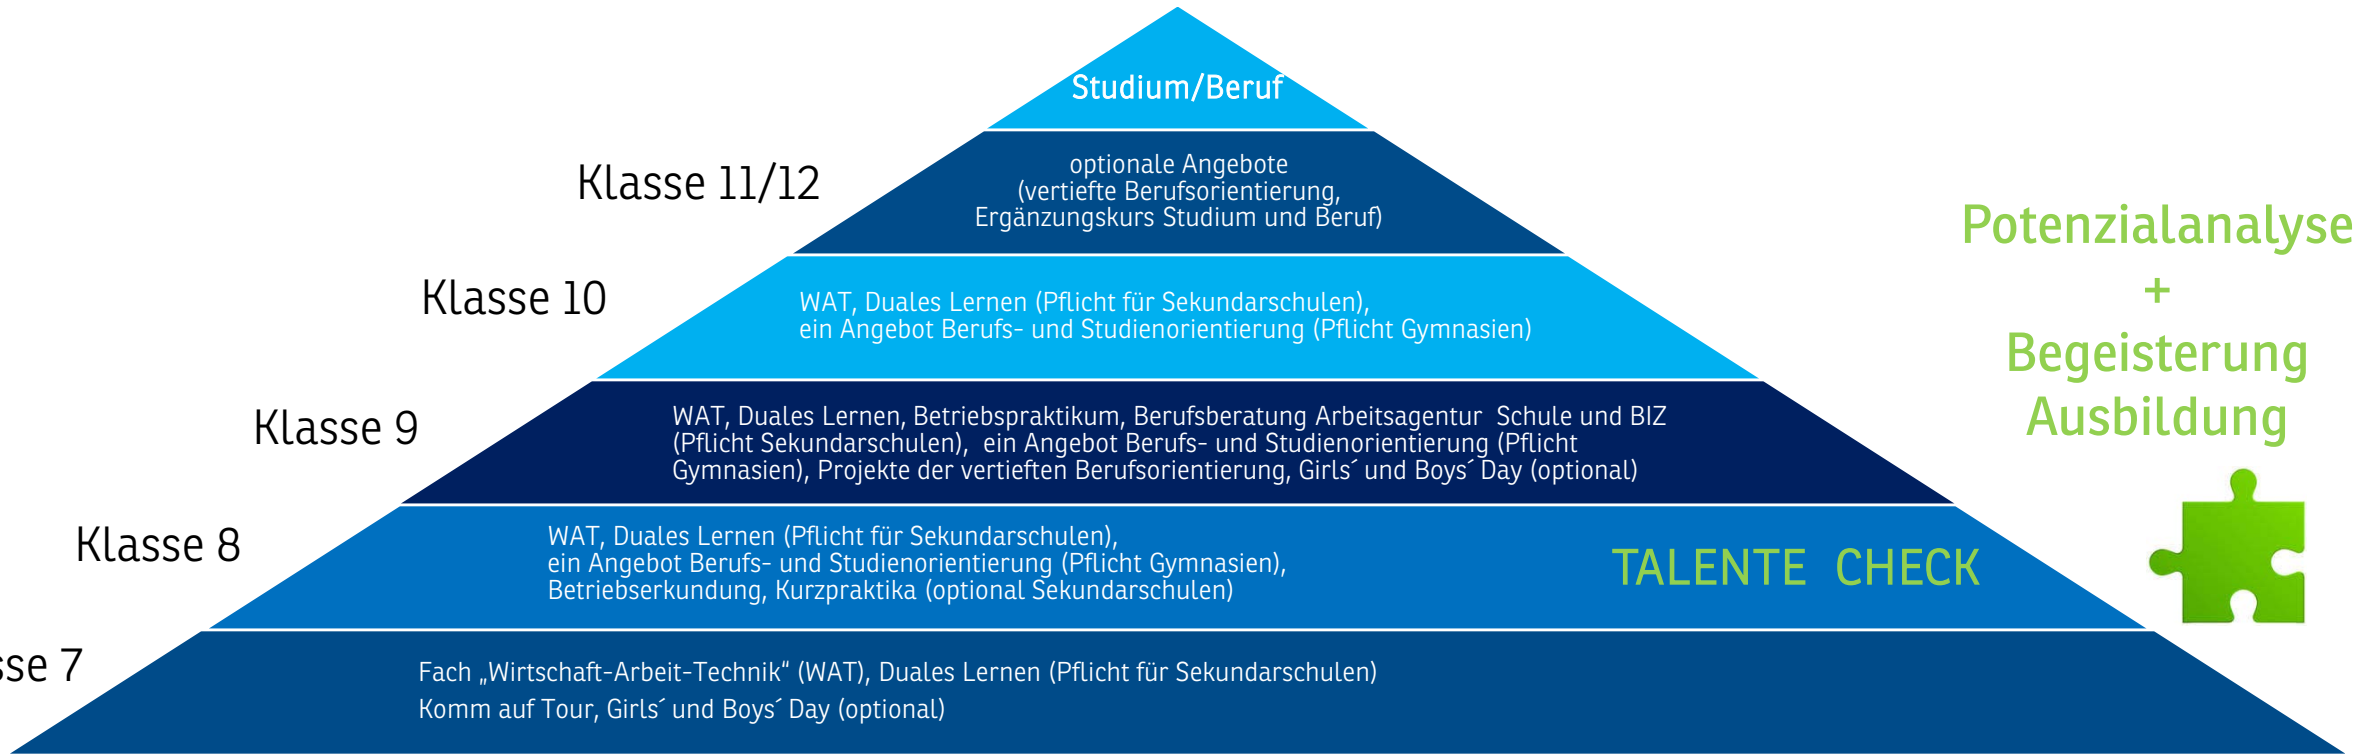 Studium/Beruf
Klasse 11/12
optionale Angebote
(vertiefte Berufsorientierung,
Ergänzungskurs Studium und Beruf)
Klasse 10
WAT, Duales Lernen (Pflicht für Sekundarschulen),
ein Angebot Berufs- und Studienorientierung (Pflicht Gymnasien)
Klasse 9
WAT, Duales Lernen, Betriebspraktikum, Berufsberatung Arbeitsagentur Schule und BIZ
(Pflicht Sekundarschulen), ein Angebot Berufs- und Studienorientierung (Pflicht
Gymnasien), Projekte der vertieften Berufsorientierung, Girls´ und Boys´ Day (optional)
Klasse 8
WAT, Duales Lernen (Pflicht für Sekundarschulen),
ein Angebot Berufs- und Studienorientierung (Pflicht Gymnasien),
Betriebserkundung, Kurzpraktika (optional Sekundarschulen)
TALENTE CHECK
sse 7
Fach „Wirtschaft-Arbeit-Technik“ (WAT), Duales Lernen (Pflicht für Sekundarschulen)
Komm auf Tour, Girls´ und Boys´ Day (optional)
Potenzialanalyse
+
Begeisterung
Ausbildung